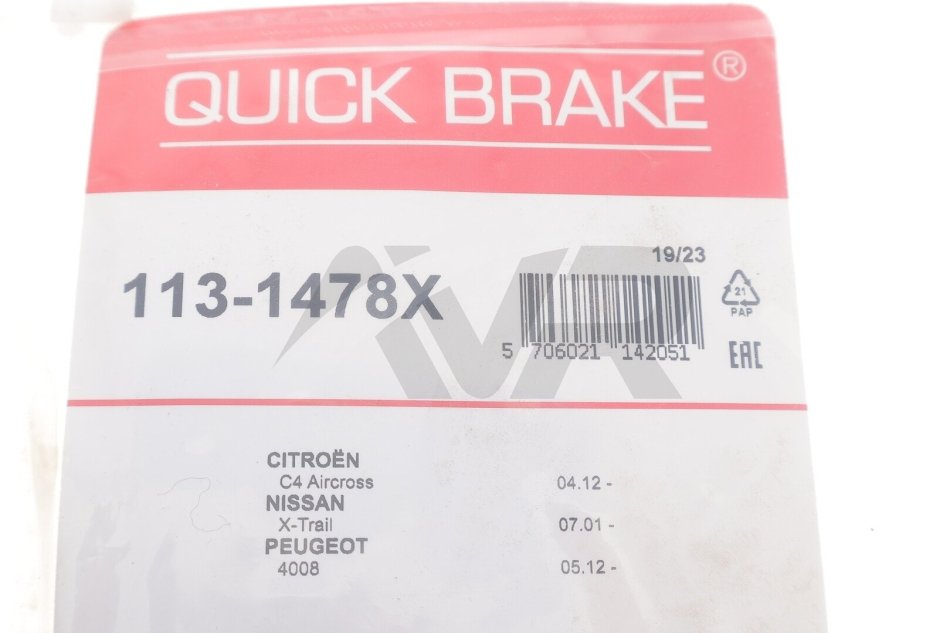 QUICK BRAKE®
113-1478X
19/23
5 706021 142051
21
PAP
EAC
CITROËN
C4 Aircross 04.12 -
NISSAN
X-Trail 07.01 -
PEUGEOT
4008 05.12 -